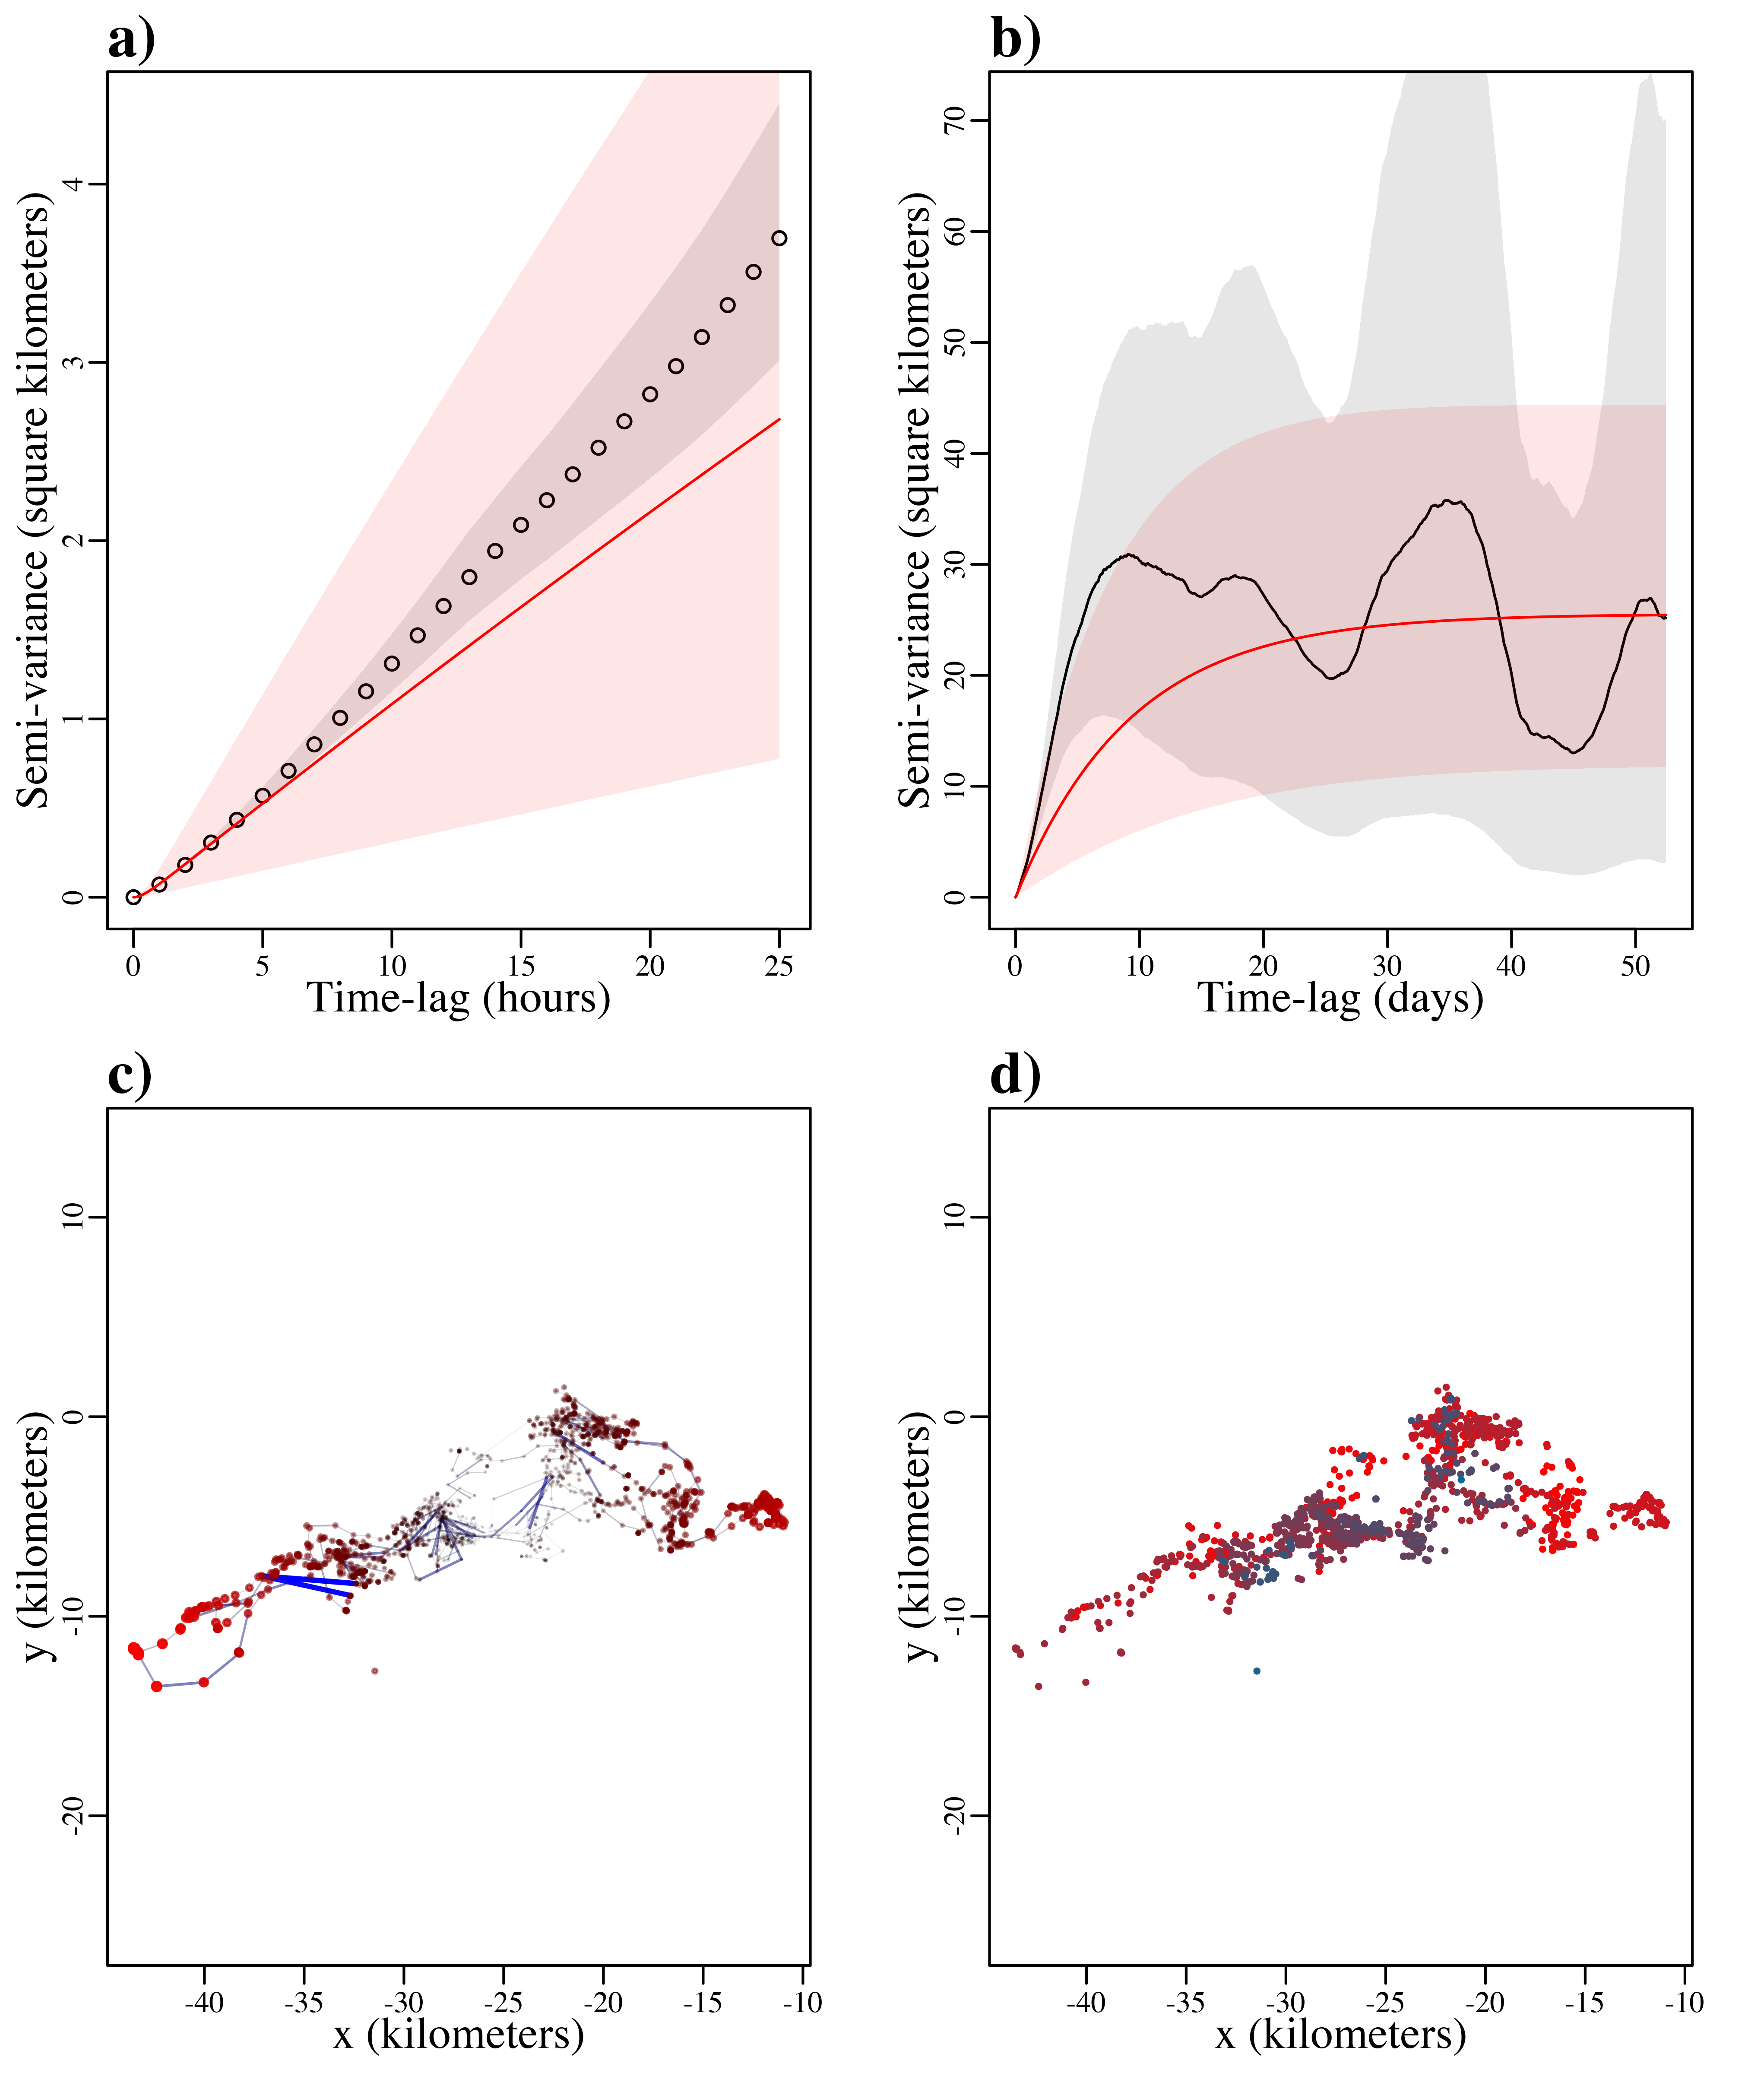 a)
Semi-variance (square kilometers)
0 1 2 3 4
0 5 10 15 20 25
Time-lag (hours)
b)
Semi-variance (square kilometers)
0 10 20 30 40 50 60 70
0 10 20 30 40 50
Time-lag (days)
c)
y (kilometers)
-20 -10 0 10
-40 -35 -30 -25 -20 -15 -10
x (kilometers)
d)
y (kilometers)
-20 -10 0 10
-40 -35 -30 -25 -20 -15 -10
x (kilometers)